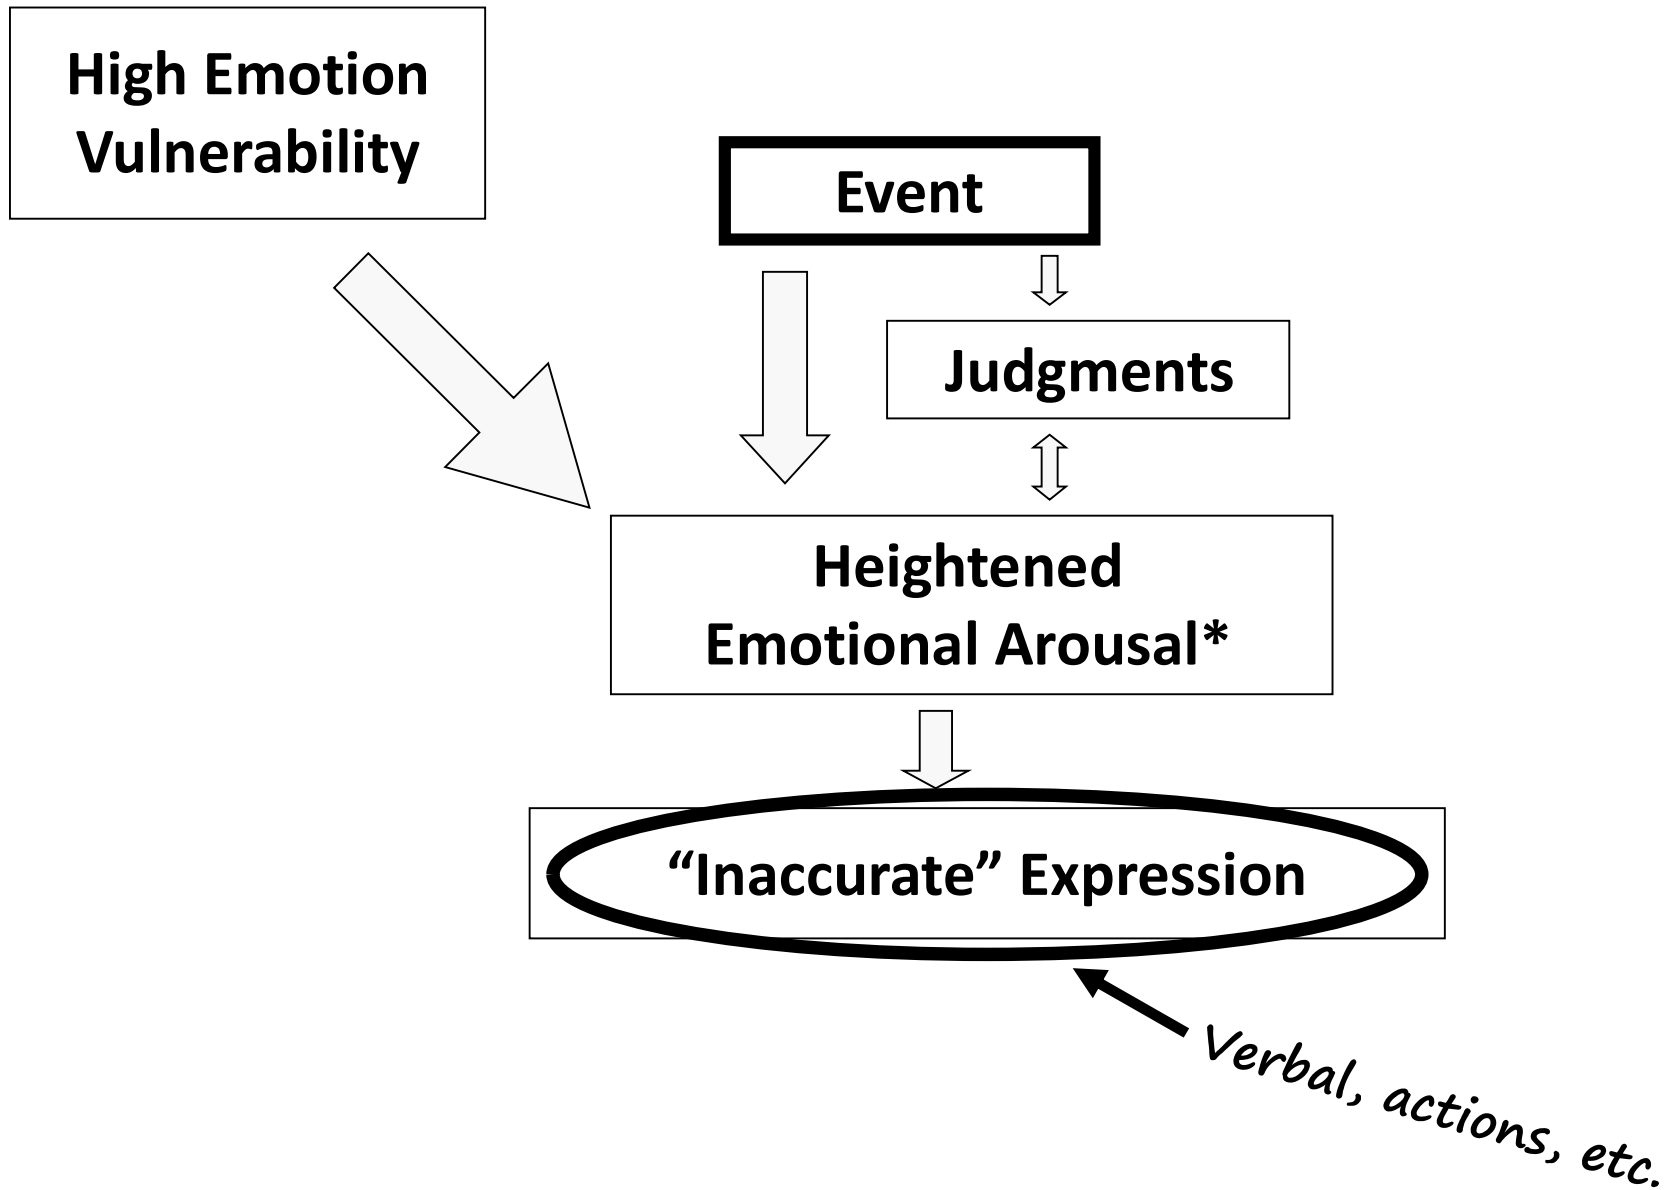 High Emotion
Vulnerability
Event
Judgments
Heightened
Emotional Arousal*
“Inaccurate” Expression
Verbal, actions, etc.